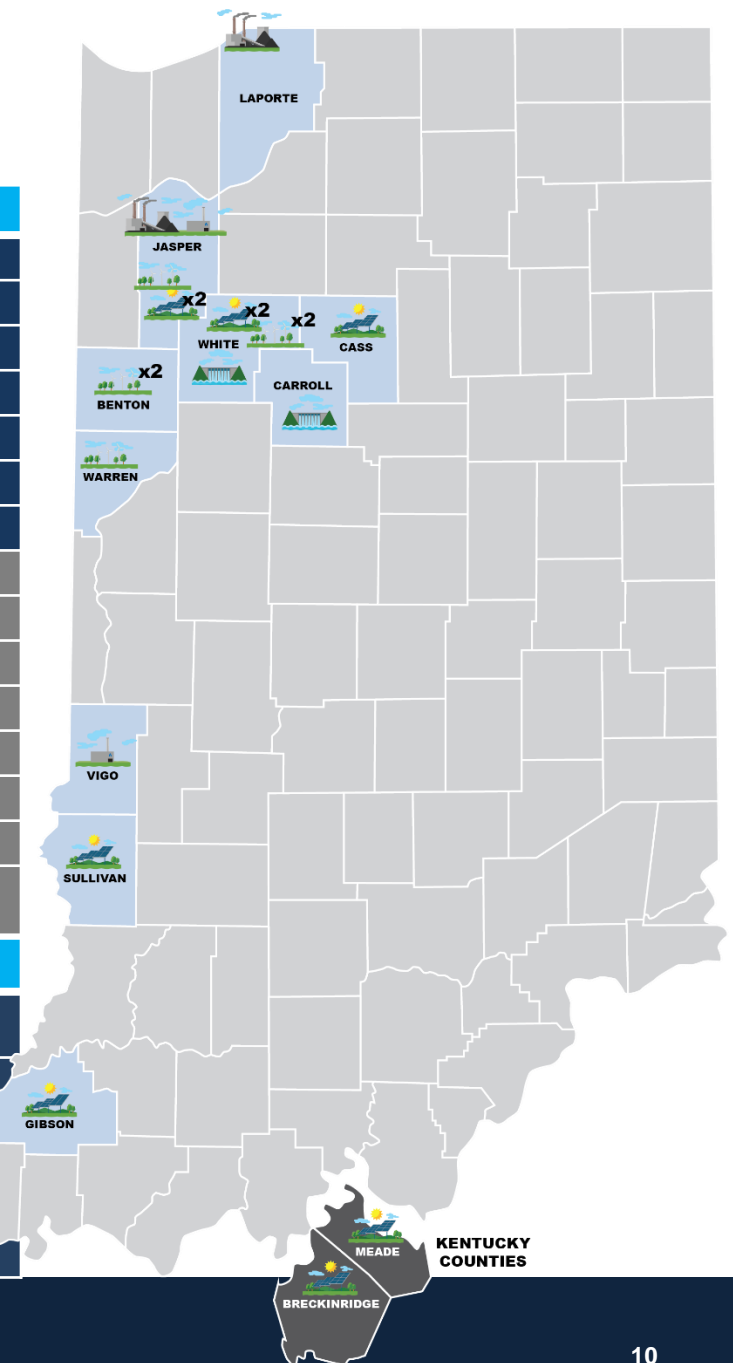 LAPORTE
JASPER
x2
x2
x2
WHITE
CASS
x2
CARROLL
BENTON
WARREN
VIGO
SULLIVAN
GIBSON
MEADE
KENTUCKY
COUNTIES
BRECKINRIDGE
10